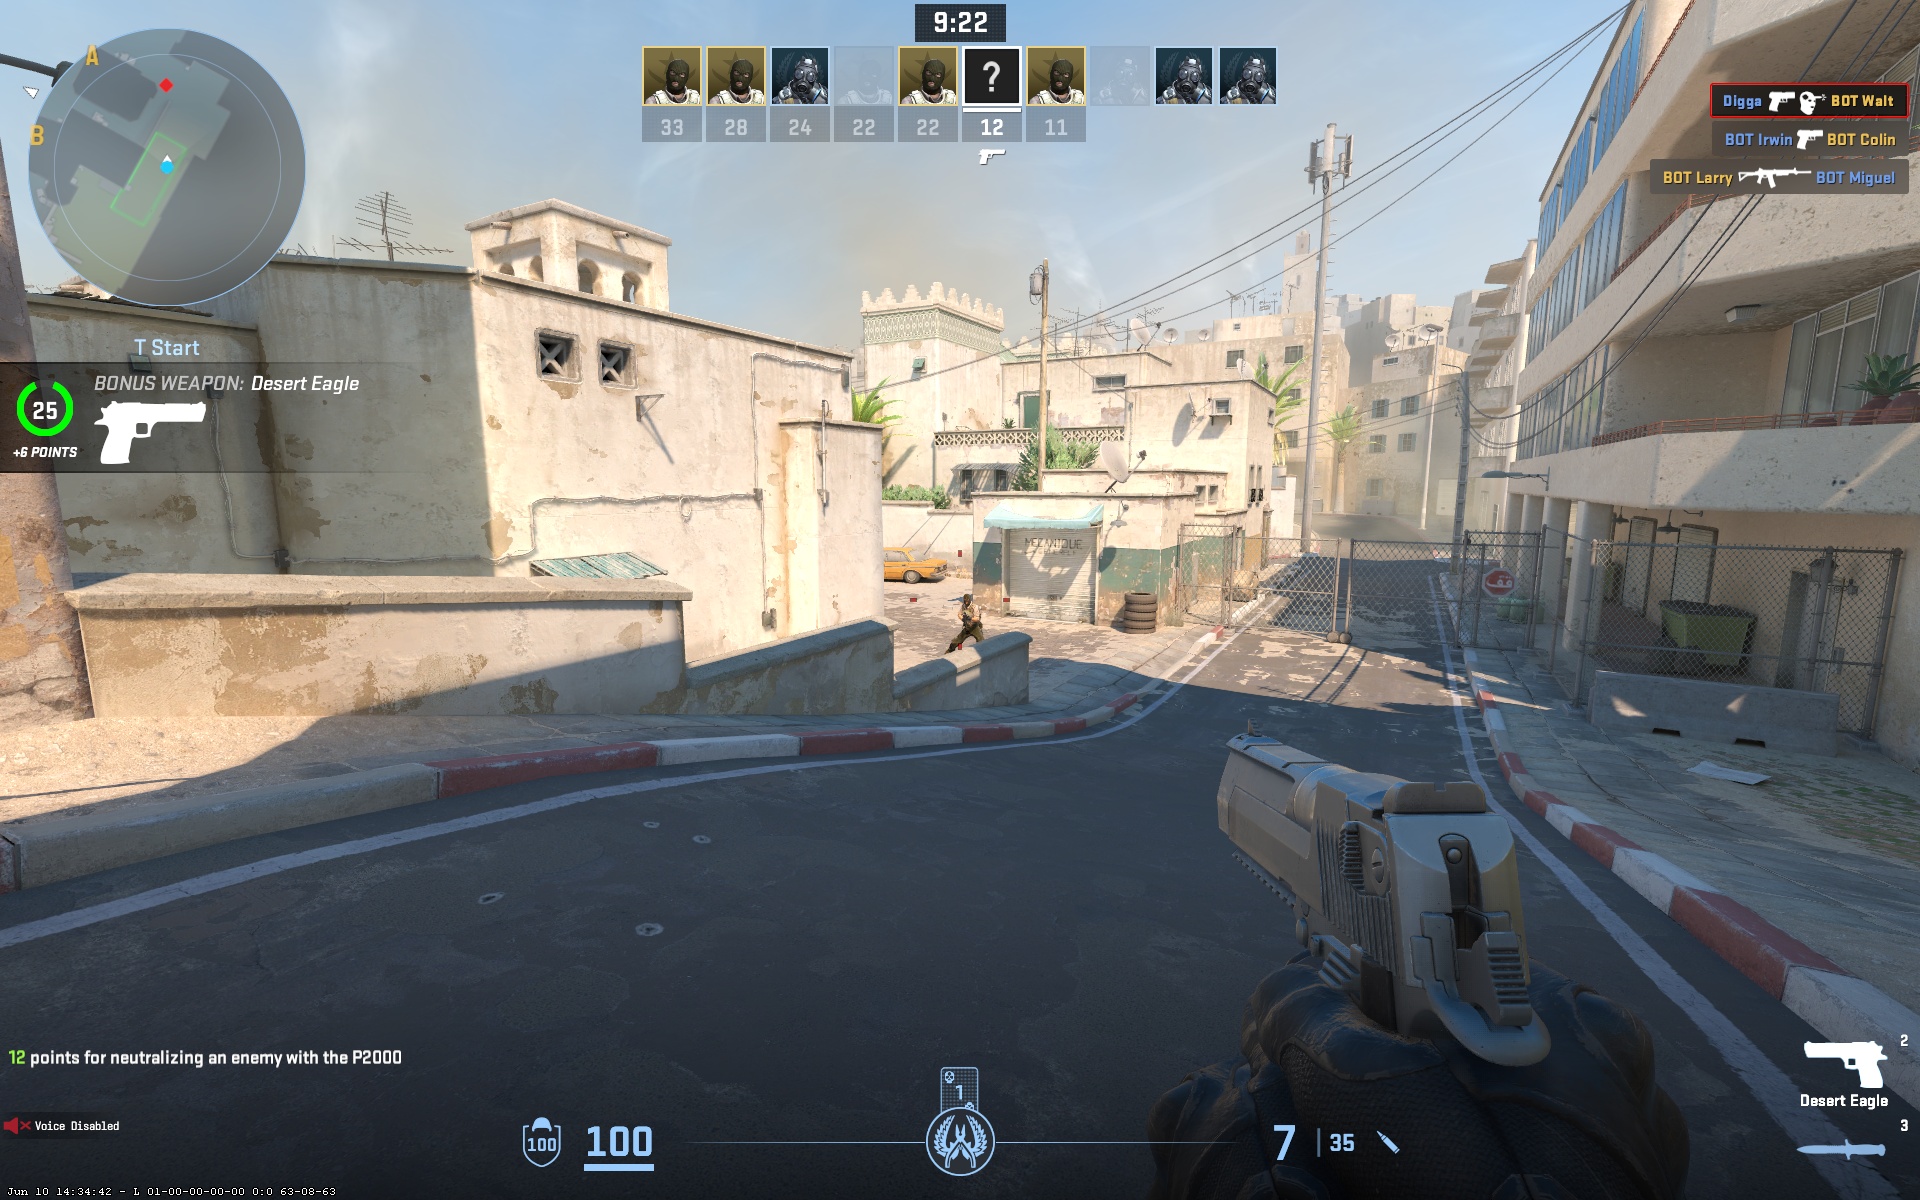 9:22
A
B
?
33 28 24 22 22 12 11
Digga BOT Walt
BOT Irwin BOT Colin
BOT Larry BOT Miguel
T Start
BONUS WEAPON: Desert Eagle
25
+6 POINTS
12 points for neutralizing an enemy with the P2000
Voice Disabled
100 100
1
7 | 35
2
Desert Eagle
3
Jun 10 14:34:42 - L 01-00-00-00-00 0:0 63-08-63